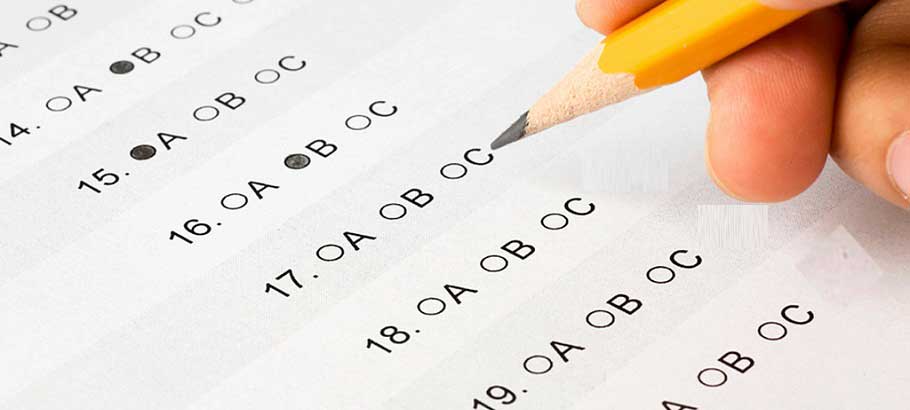 A B
14. A B C
15. A B C
16. A B C
17. A B C
18. A B C
19. A B C
A B C